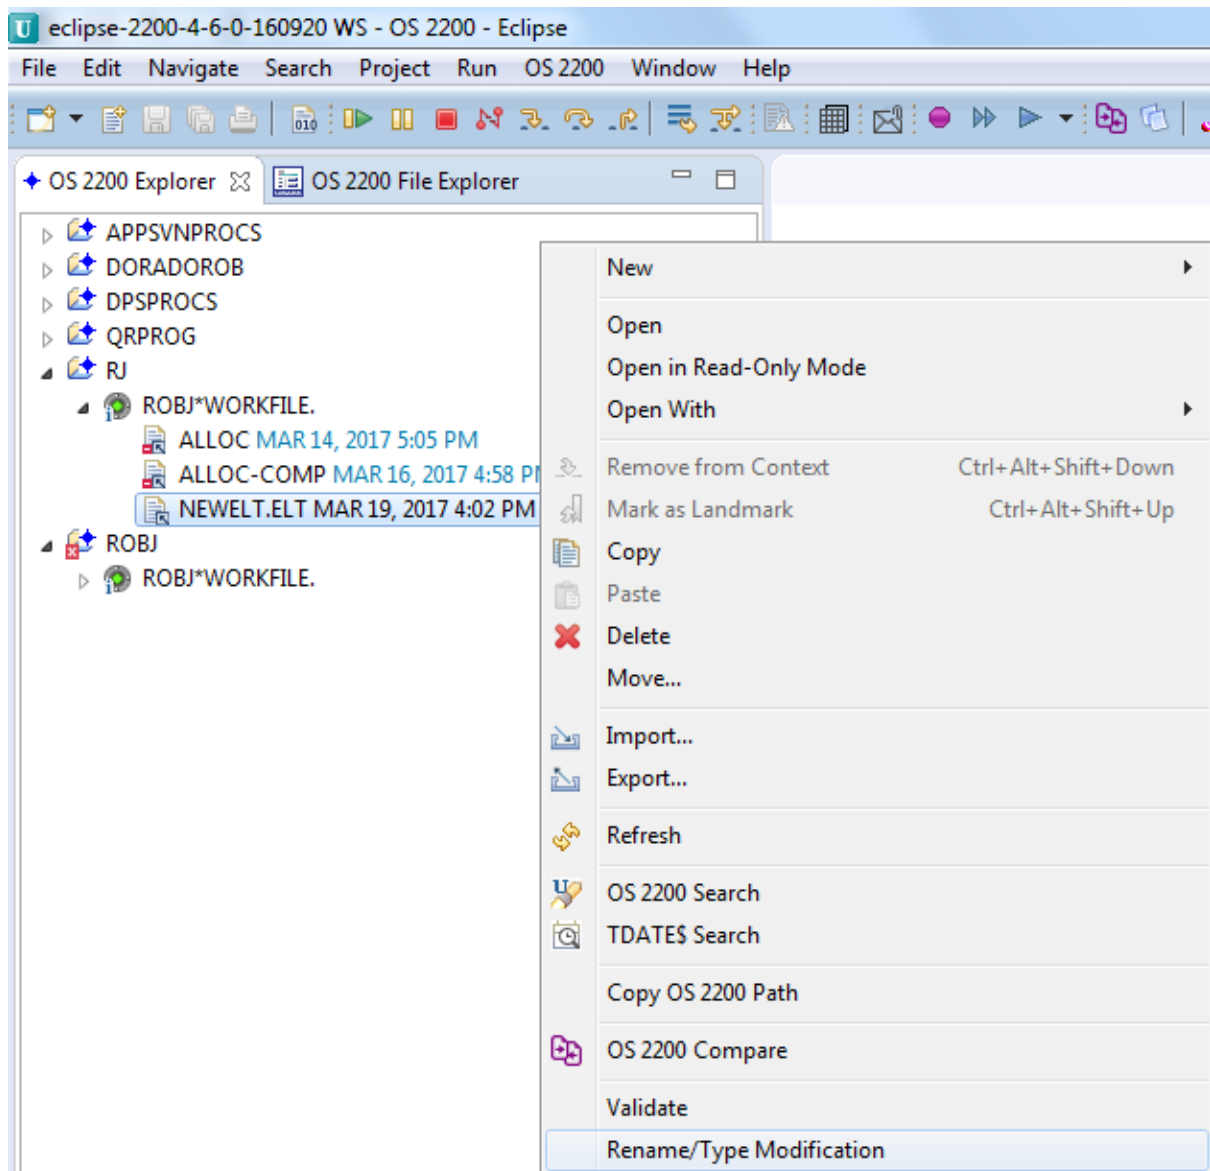 eclipse-2200-4-6-0-160920 WS - OS 2200 - Eclipse
File Edit Navigate Search Project Run OS 2200 Window Help
OS 2200 Explorer OS 2200 File Explorer
APPSVNPROCS
DORADOROB
DPSPROCS
QRPROG
RJ
ROBJ*WORKFILE.
ALLOC MAR 14, 2017 5:05 PM
ALLOC-COMP MAR 16, 2017 4:58
NEWELT.ELT MAR 19, 2017 4:02 PM
ROBJ
ROBJ*WORKFILE.
New
Open
Open in Read-Only Mode
Open With
Remove from Context Ctrl+Alt+Shift+Down
Mark as Landmark Ctrl+Alt+Shift+Up
Copy
Paste
Delete
Move...
Import...
Export...
Refresh
OS 2200 Search
TDATE$ Search
Copy OS 2200 Path
OS 2200 Compare
Validate
Rename/Type Modification